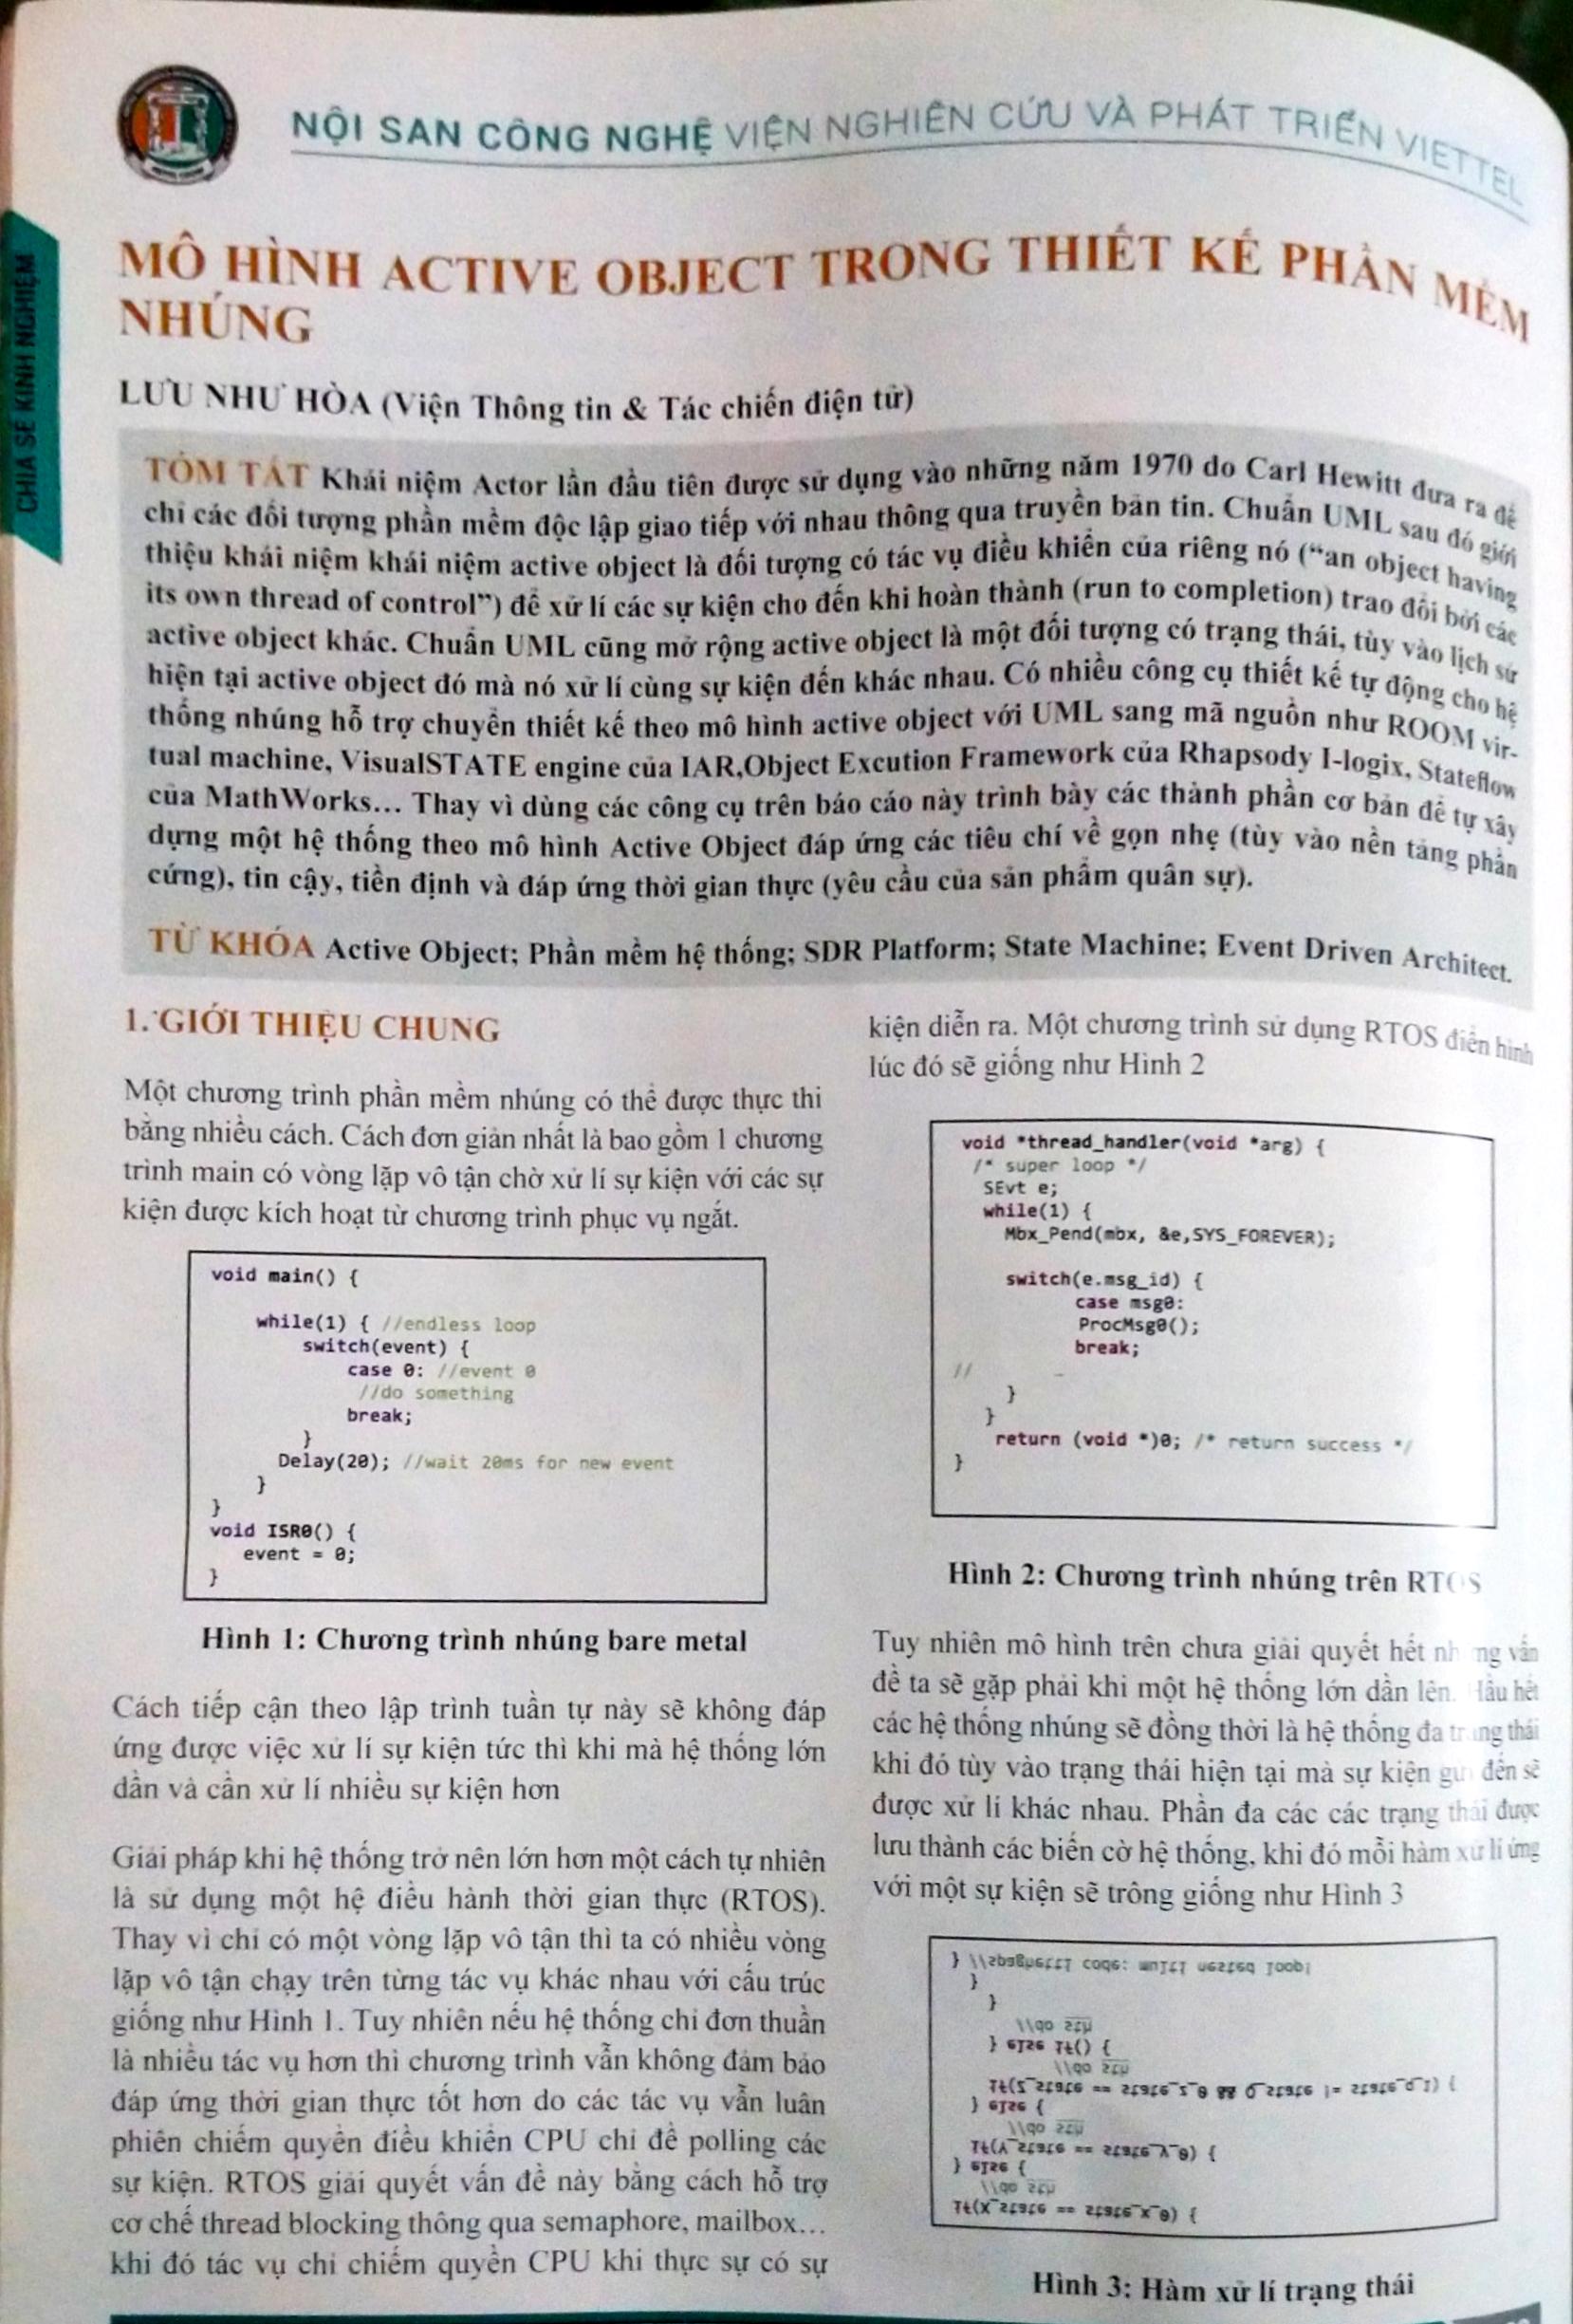 NỘI SAN CÔNG NGHỆ VIỆN NGHIÊN CỨU VÀ PHÁT TRIỂN VIETTEL
CHIA SẺ KINH NGHIỆM
MÔ HÌNH ACTIVE OBJECT TRONG THIẾT KẾ PHẦN MỀM
NHÚNG
LƯU NHƯ HÒA (Viện Thông tin & Tác chiến điện tử)
TÓM TẮT Khái niệm Actor lần đầu tiên được sử dụng vào những năm 1970 do Carl Hewitt đưa ra để
chỉ các đối tượng phần mềm độc lập giao tiếp với nhau thông qua truyền bản tin. Chuẩn UML sau đó giới
thiệu khái niệm khái niệm active object là đối tượng có tác vụ điều khiển của riêng nó (“an object having
its own thread of control”) để xử lí các sự kiện cho đến khi hoàn thành (run to completion) trao đổi bởi các
active object khác. Chuẩn UML cũng mở rộng active object là một đối tượng có trạng thái, tùy vào lịch sử
hiện tại active object đó mà nó xử lí cùng sự kiện đến khác nhau. Có nhiều công cụ thiết kế tự động cho hệ
thống nhúng hỗ trợ chuyển thiết kế theo mô hình active object với UML sang mã nguồn như ROOM vir-
tual machine, VisualSTATE engine của IAR,Object Excution Framework của Rhapsody I-logix, Stateflow
của MathWorks... Thay vì dùng các công cụ trên báo cáo này trình bày các thành phần cơ bản để tự xây
dựng một hệ thống theo mô hình Active Object đáp ứng các tiêu chí về gọn nhẹ (tùy vào nền tảng phần
cứng), tin cậy, tiền định và đáp ứng thời gian thực (yêu cầu của sản phẩm quân sự).
TỪ KHÓA Active Object; Phần mềm hệ thống; SDR Platform; State Machine; Event Driven Architect.
1. GIỚI THIỆU CHUNG
Một chương trình phần mềm nhúng có thể được thực thi
bằng nhiều cách. Cách đơn giản nhất là bao gồm 1 chương
trình main có vòng lặp vô tận chờ xử lí sự kiện với các sự
kiện được kích hoạt từ chương trình phục vụ ngắt.
void main() {
while(1) { //endless loop
switch(event) {
case 0: //event 0
//do something
break;
}
Delay(20); //wait 20ms for new event
}
}
void ISR0() {
event = 0;
}
Hình 1: Chương trình nhúng bare metal
Cách tiếp cận theo lập trình tuần tự này sẽ không đáp
ứng được việc xử lí sự kiện tức thì khi mà hệ thống lớn
dần và cần xử lí nhiều sự kiện hơn
Giải pháp khi hệ thống trở nên lớn hơn một cách tự nhiên
là sử dụng một hệ điều hành thời gian thực (RTOS).
Thay vì chỉ có một vòng lặp vô tận thì ta có nhiều vòng
lặp vô tận chạy trên từng tác vụ khác nhau với cấu trúc
giống như Hình 1. Tuy nhiên nếu hệ thống chỉ đơn thuần
là nhiều tác vụ hơn thì chương trình vẫn không đảm bảo
đáp ứng thời gian thực tốt hơn do các tác vụ vẫn luân
phiên chiếm quyền điều khiển CPU chỉ để polling các
sự kiện. RTOS giải quyết vấn đề này bằng cách hỗ trợ
cơ chế thread blocking thông qua semaphore, mailbox...
khi đó tác vụ chỉ chiếm quyền CPU khi thực sự có sự
kiện diễn ra. Một chương trình sử dụng RTOS điển hình
lúc đó sẽ giống như Hình 2
void *thread_handler(void *arg) {
/* super loop */
SEvt e;
while(1) {
Mbx_Pend(mbx, &e,SYS_FOREVER);
switch(e.msg_id) {
case msg0:
ProcMsg0();
break;
//
}
}
return (void *)0; /* return success */
}
Hình 2: Chương trình nhúng trên RTOS
Tuy nhiên mô hình trên chưa giải quyết hết những vấn
đề ta sẽ gặp phải khi một hệ thống lớn dần lên. Hầu hết
các hệ thống nhúng sẽ đồng thời là hệ thống đa trạng thái
khi đó tùy vào trạng thái hiện tại mà sự kiện gửi đến sẽ
được xử lí khác nhau. Phần đa các các trạng thái được
lưu thành các biến cờ hệ thống, khi đó mỗi hàm xử lí ứng
với một sự kiện sẽ trông giống như Hình 3
if(x_state == state_x_0) {
//do sth
} else {
if(y_state == state_y_0) {
//do sth
} else {
if(z_state == state_z_0 && Q_state != state_q_1) {
//do sth
} else if() {
//do sth
}
}
} //spaghetti code: multi nested loop!
Hình 3: Hàm xử lí trạng thái